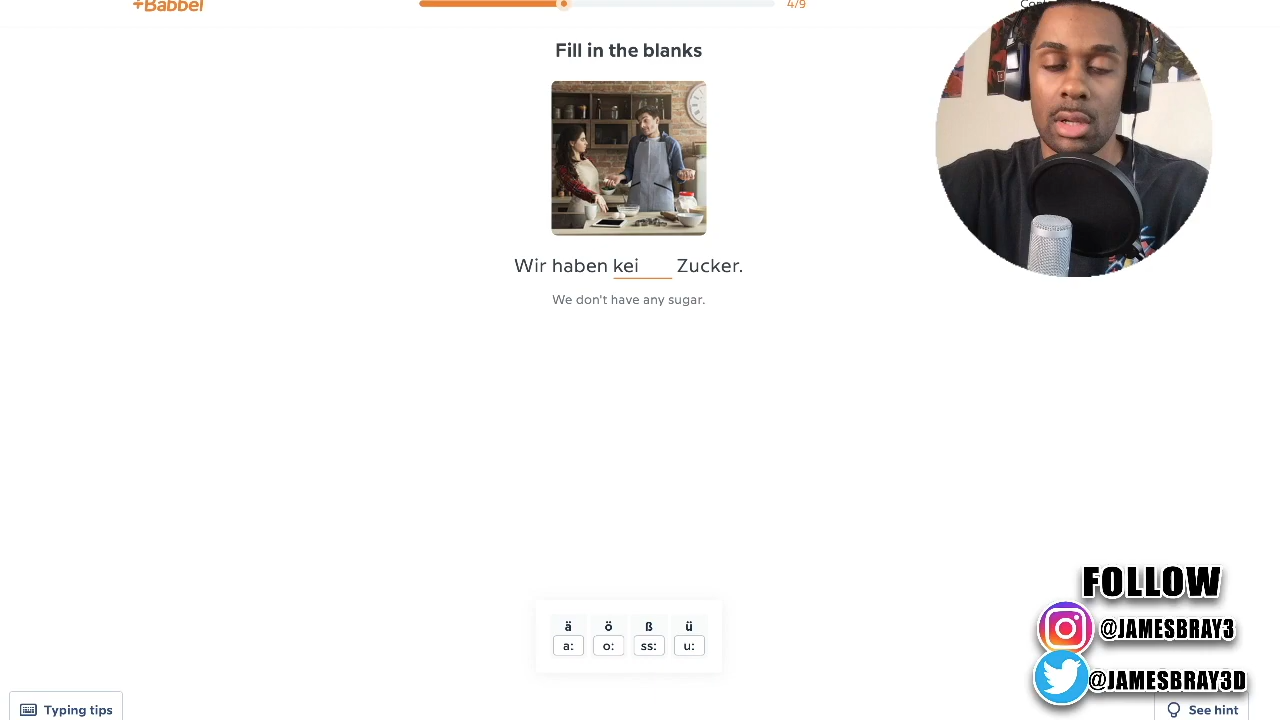 +Babbel
4/9
Fill in the blanks
Wir haben kei Zucker.
We don't have any sugar.
ä ö ß ü
a: o: ss: u:
FOLLOW
@JAMESBRAY3
@JAMESBRAY3D
Typing tips
See hint